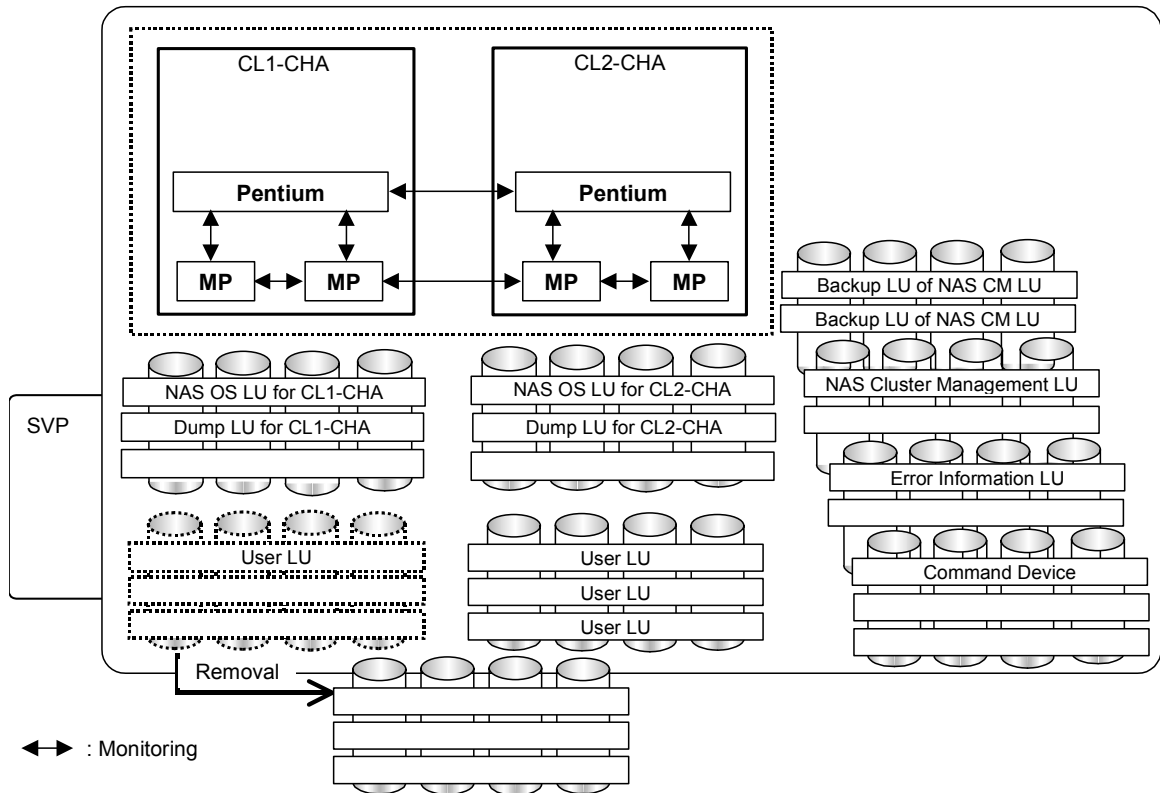 CL1-CHA
CL2-CHA
Pentium
Pentium
MP
MP
MP
MP
Backup LU of NAS CM LU
Backup LU of NAS CM LU
NAS Cluster Management LU
Error Information LU
Command Device
NAS OS LU for CL1-CHA
Dump LU for CL1-CHA
NAS OS LU for CL2-CHA
Dump LU for CL2-CHA
SVP
User LU
User LU
User LU
User LU
Removal
: Monitoring